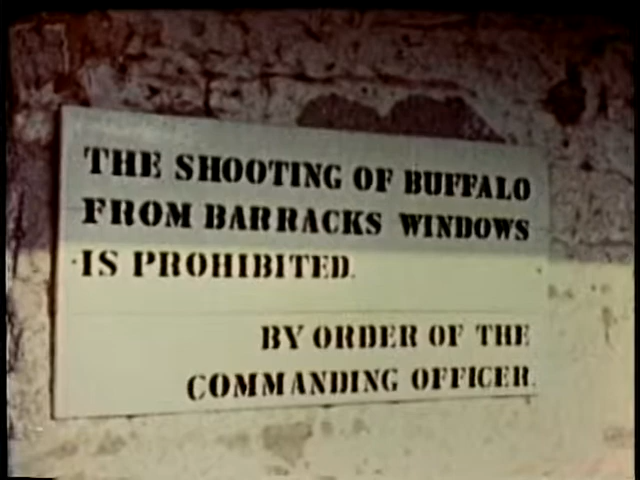 THE SHOOTING OF BUFFALO
FROM BARRACKS WINDOWS
IS PROHIBITED.
BY ORDER OF THE
COMMANDING OFFICER.